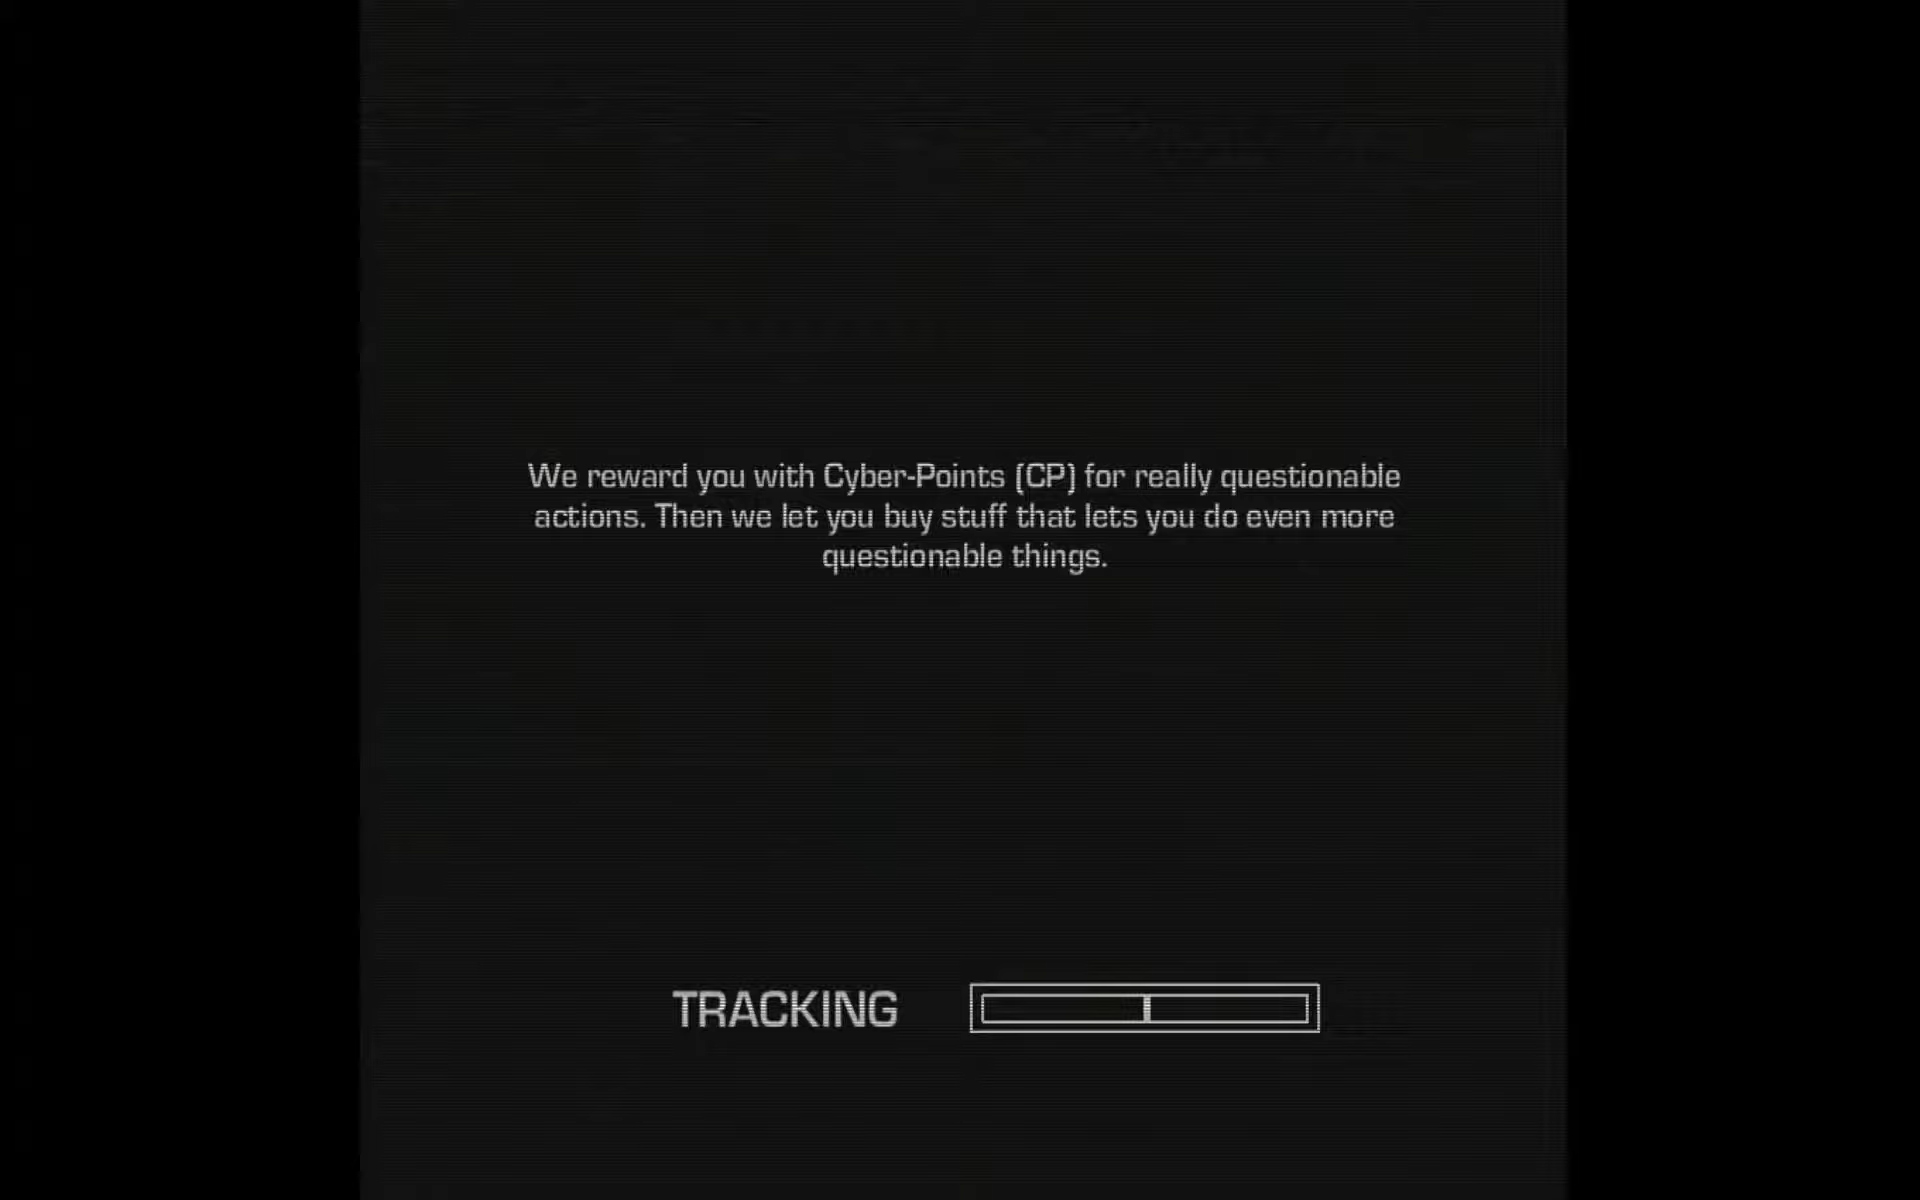 We reward you with Cyber-Points (CP) for really questionable
actions. Then we let you buy stuff that lets you do even more
questionable things.
TRACKING